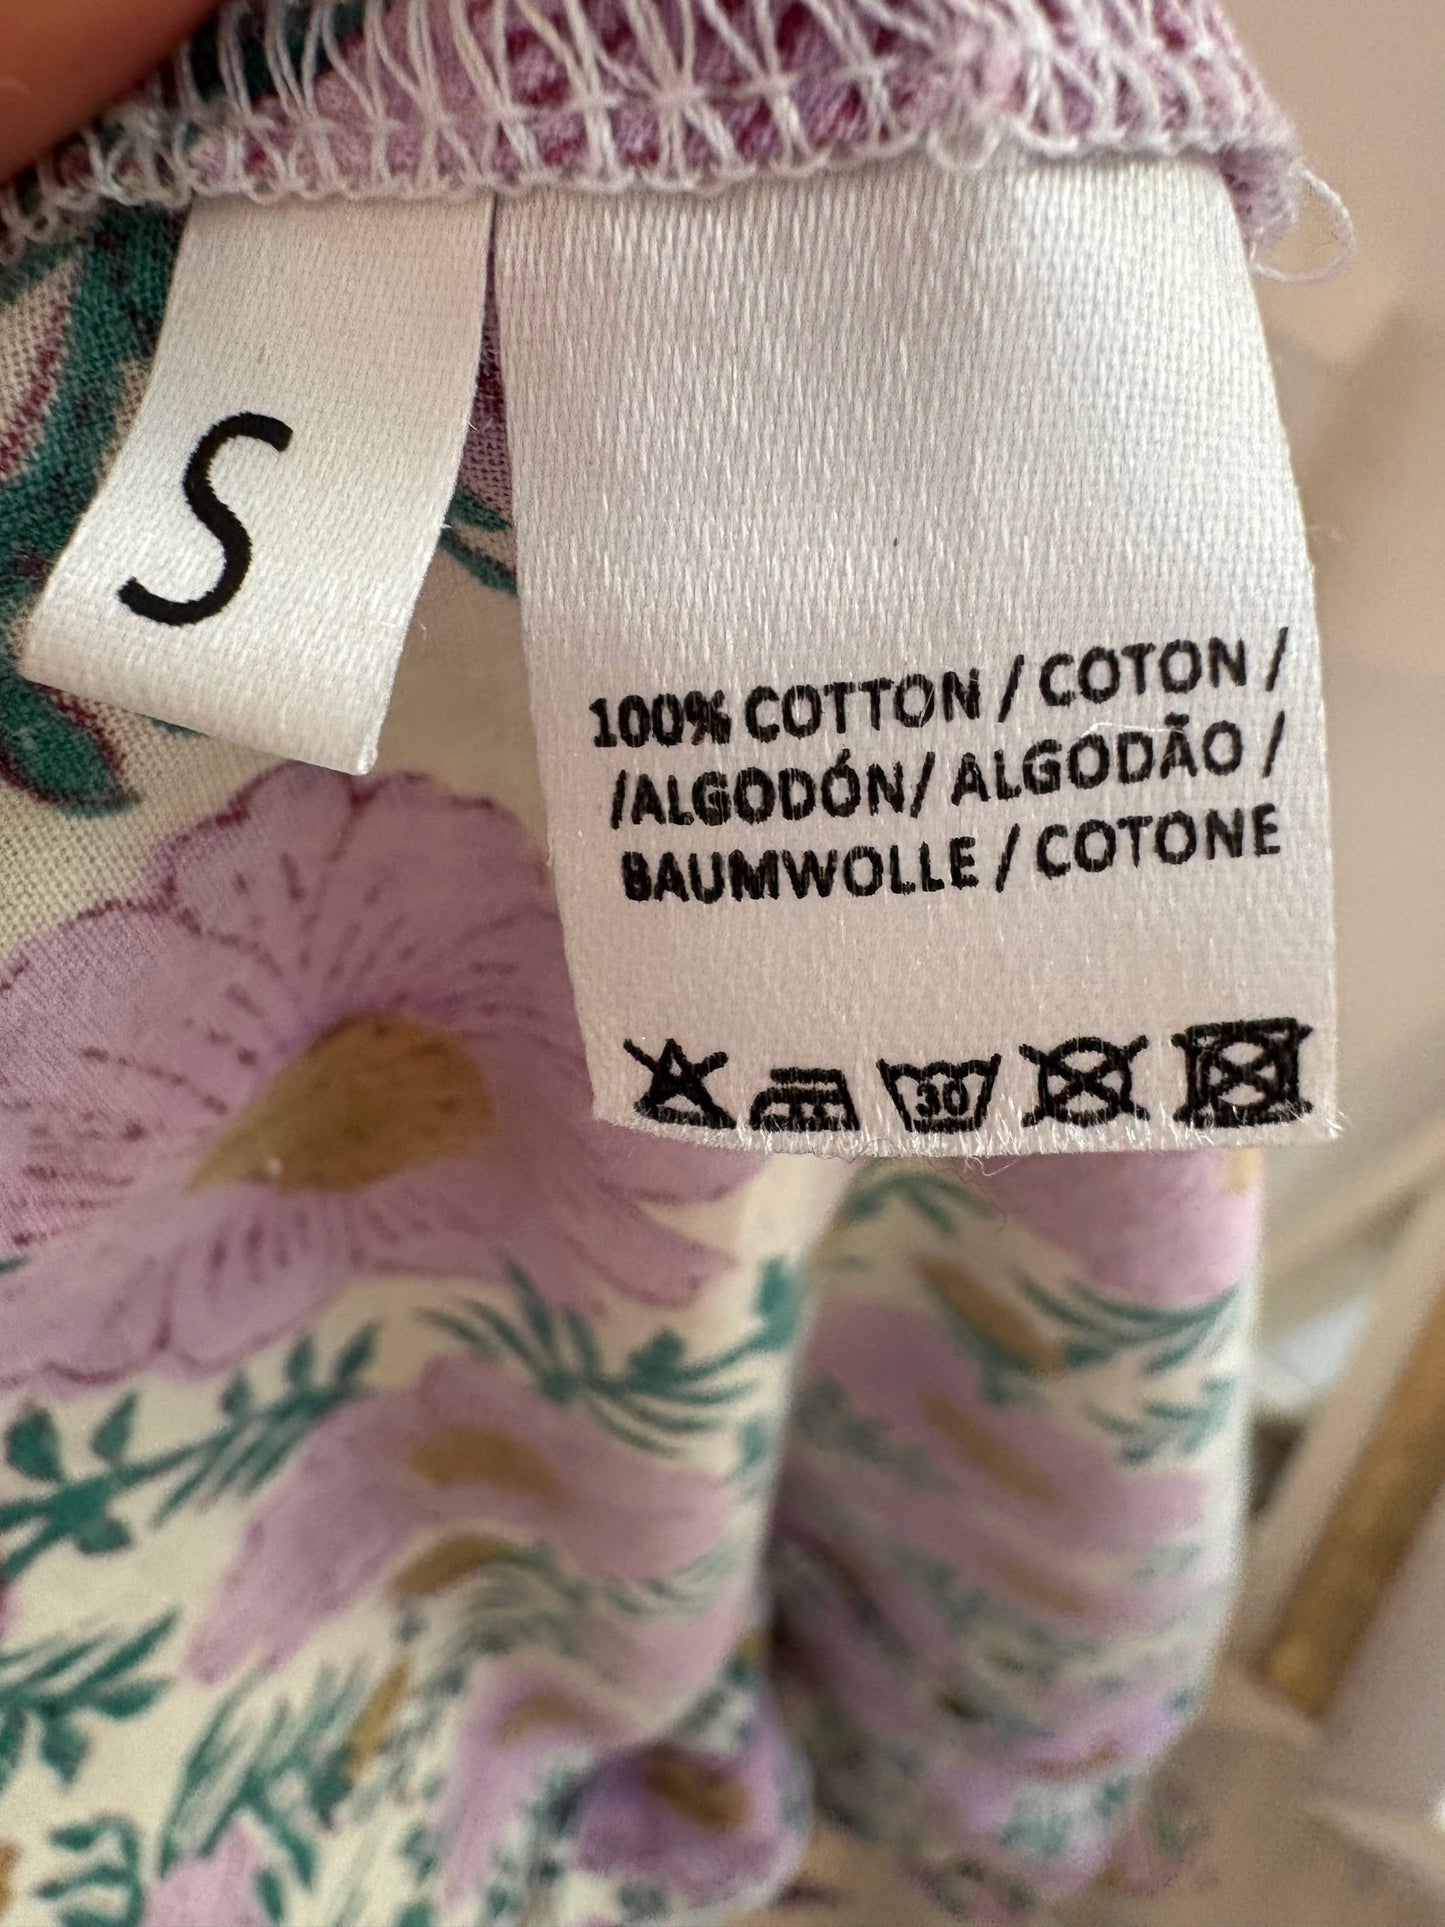 S
100% COTTON / COTON /
/ALGODÓN/ ALGODÃO /
BAUMWOLLE / COTONE
30